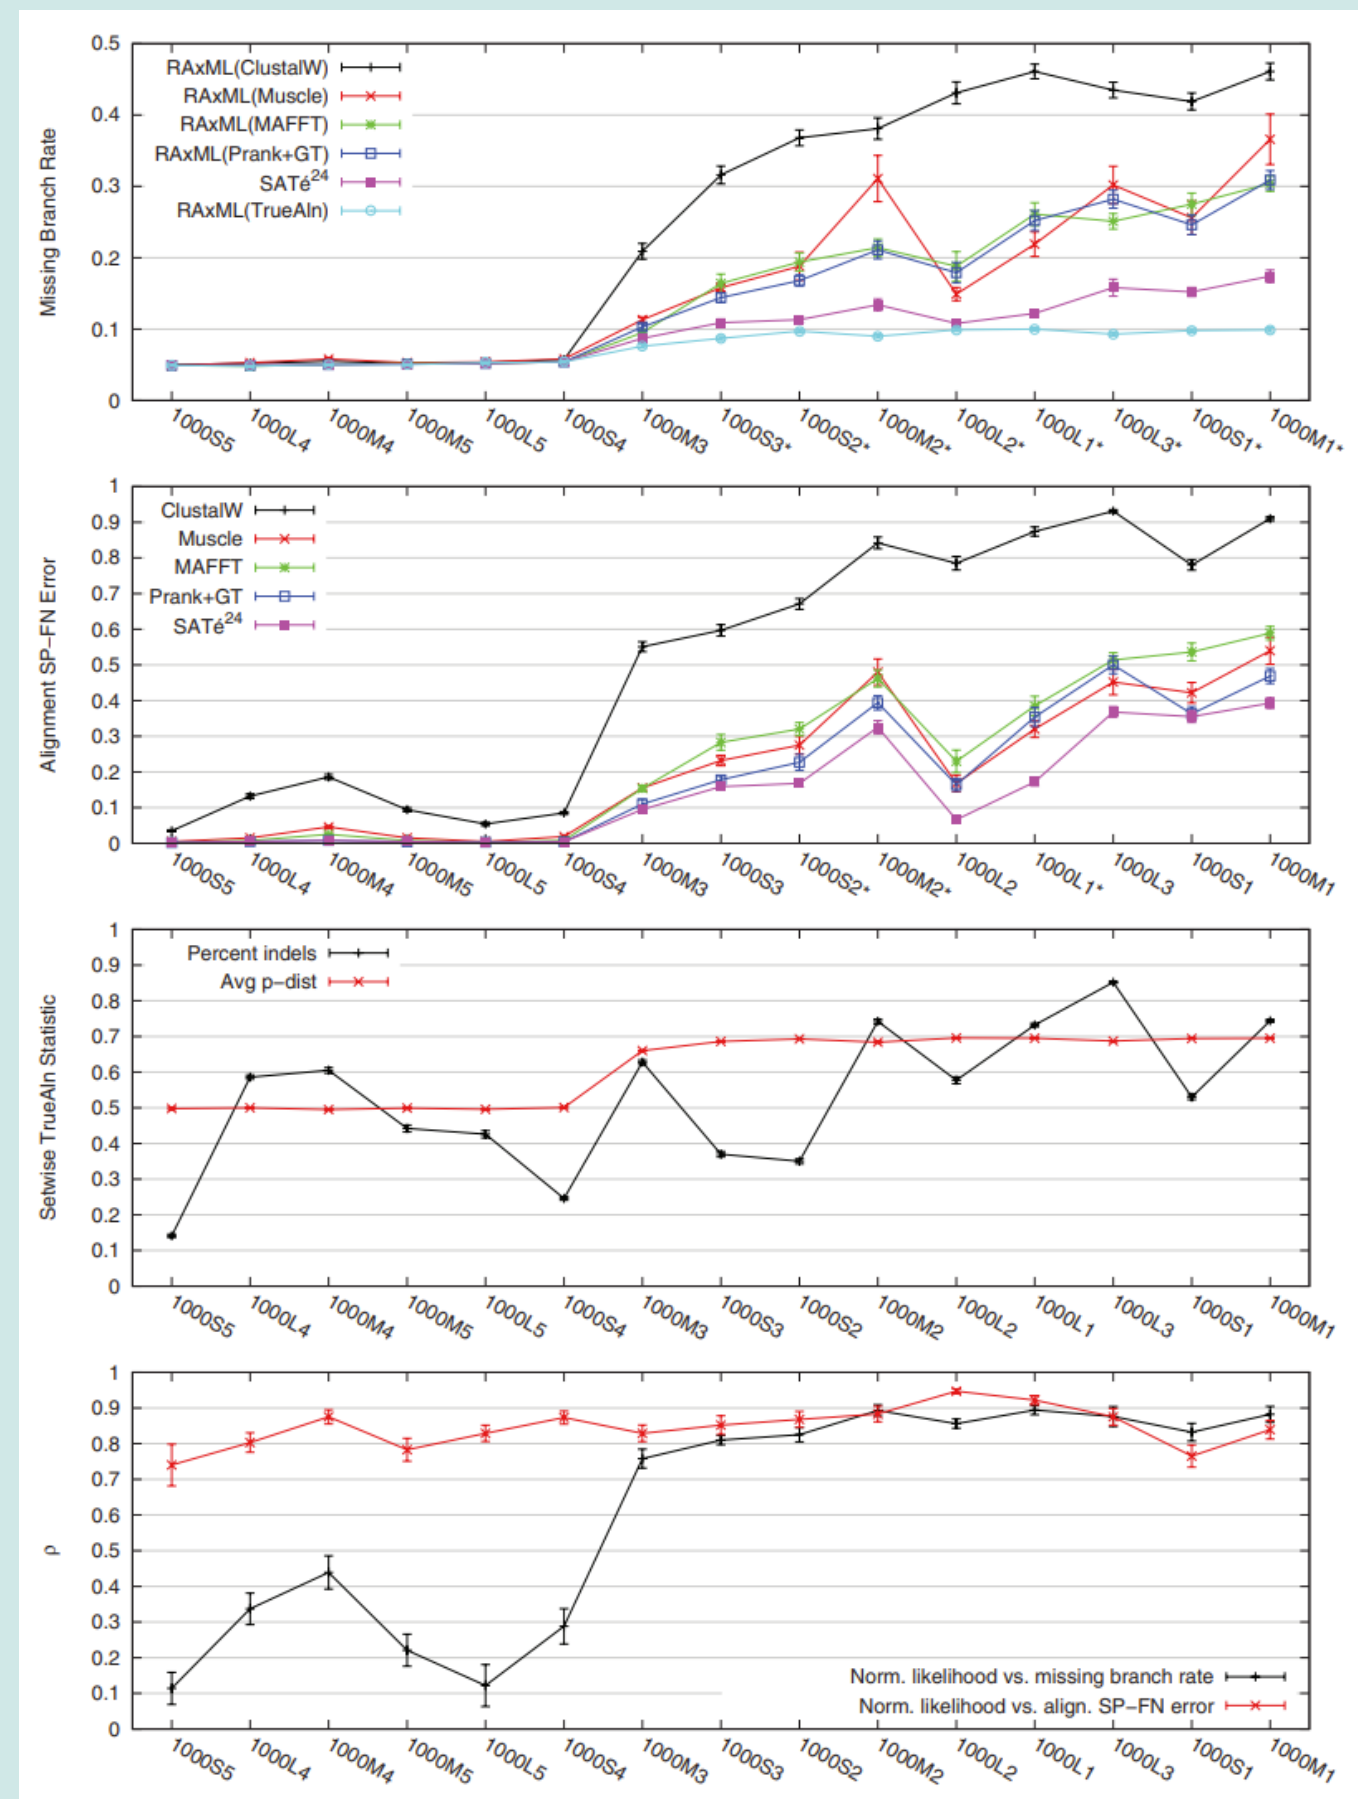 Missing Branch Rate
0.5
0.4
0.3
0.2
0.1
0
RAxML(ClustalW)
RAxML(Muscle)
RAxML(MAFFT)
RAxML(Prank+GT)
SATé24
RAxML(TrueAln)
1000S5 1000L4 1000M4 1000M5 1000L5 1000S4 1000M3 1000S3* 1000S2* 1000M2* 1000L2* 1000L1* 1000L3* 1000S1* 1000M1*
Alignment SP-FN Error
1
0.9
0.8
0.7
0.6
0.5
0.4
0.3
0.2
0.1
0
ClustalW
Muscle
MAFFT
Prank+GT
SATé24
1000S5 1000L4 1000M4 1000M5 1000L5 1000S4 1000M3 1000S3 1000S2* 1000M2* 1000L2 1000L1* 1000L3 1000S1 1000M1
Setwise TrueAln Statistic
1
0.9
0.8
0.7
0.6
0.5
0.4
0.3
0.2
0.1
0
Percent indels
Avg p-dist
1000S5 1000L4 1000M4 1000M5 1000L5 1000S4 1000M3 1000S3 1000S2 1000M2 1000L2 1000L1 1000L3 1000S1 1000M1
ρ
1
0.9
0.8
0.7
0.6
0.5
0.4
0.3
0.2
0.1
0
Norm. likelihood vs. missing branch rate
Norm. likelihood vs. align. SP-FN error
1000S5 1000L4 1000M4 1000M5 1000L5 1000S4 1000M3 1000S3 1000S2 1000M2 1000L2 1000L1 1000L3 1000S1 1000M1